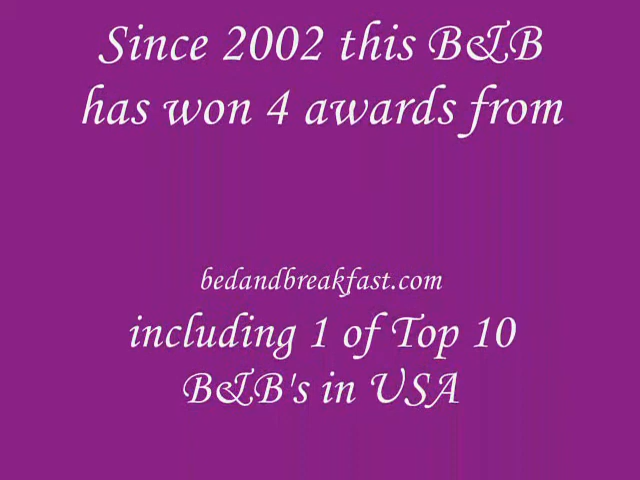 Since 2002 this B&B
has won 4 awards from
bedandbreakfast.com
including 1 of Top 10
B&B's in USA